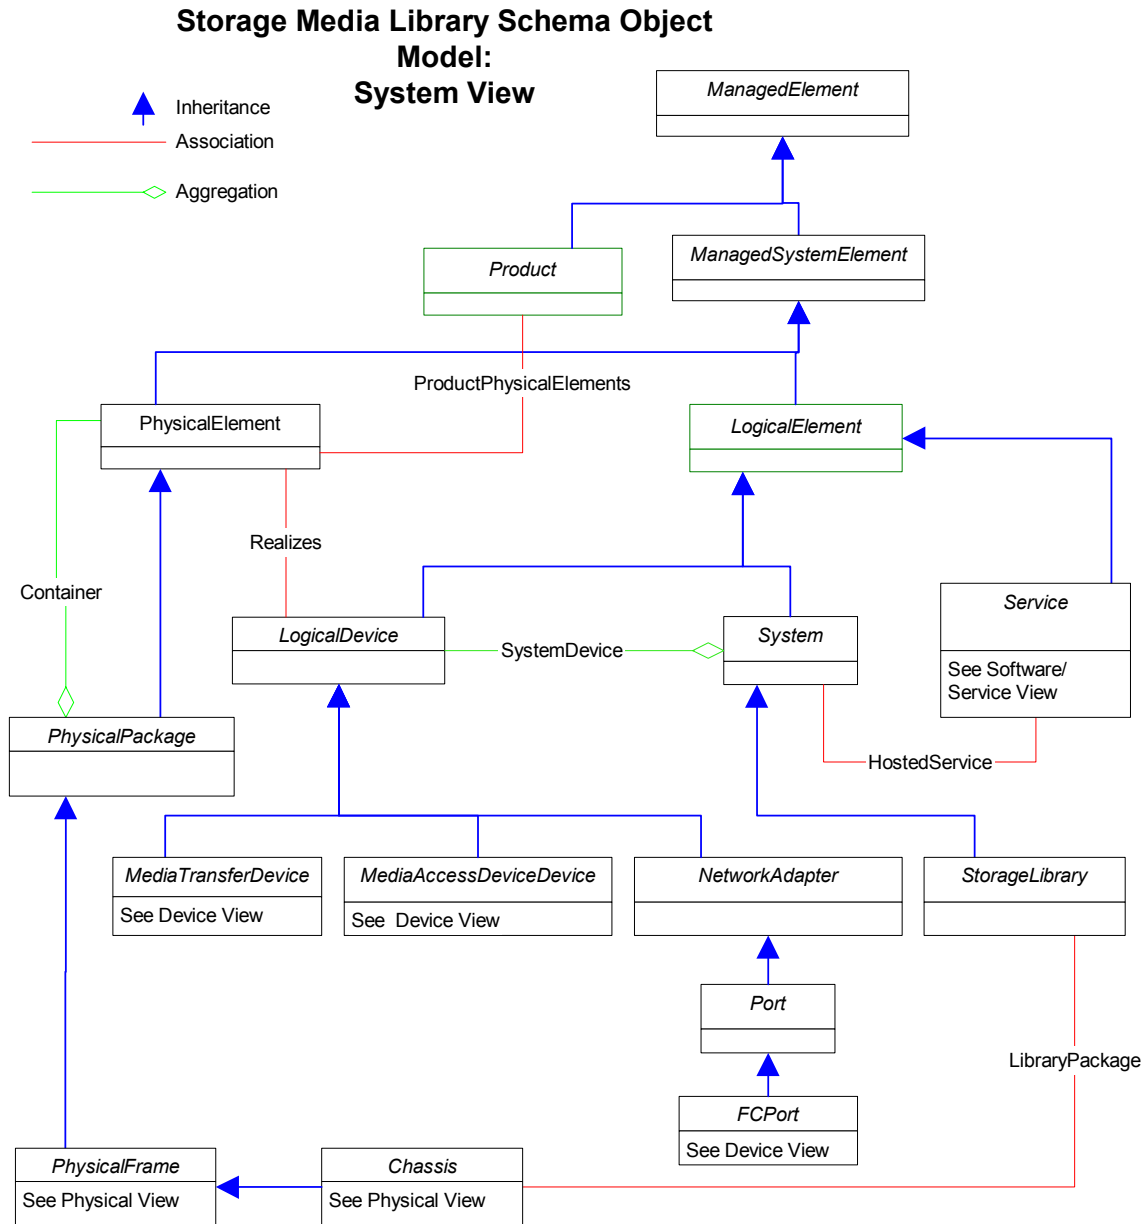 Storage Media Library Schema Object
Model:
System View
Inheritance
Association
Aggregation
ManagedElement
Product
ManagedSystemElement
ProductPhysicalElements
PhysicalElement
LogicalElement
Realizes
Container
LogicalDevice
SystemDevice
System
Service
See Software/
Service View
PhysicalPackage
HostedService
MediaTransferDevice
See Device View
MediaAccessDeviceDevice
See  Device View
NetworkAdapter
StorageLibrary
Port
LibraryPackage
FCPort
See Device View
PhysicalFrame
See Physical View
Chassis
See Physical View